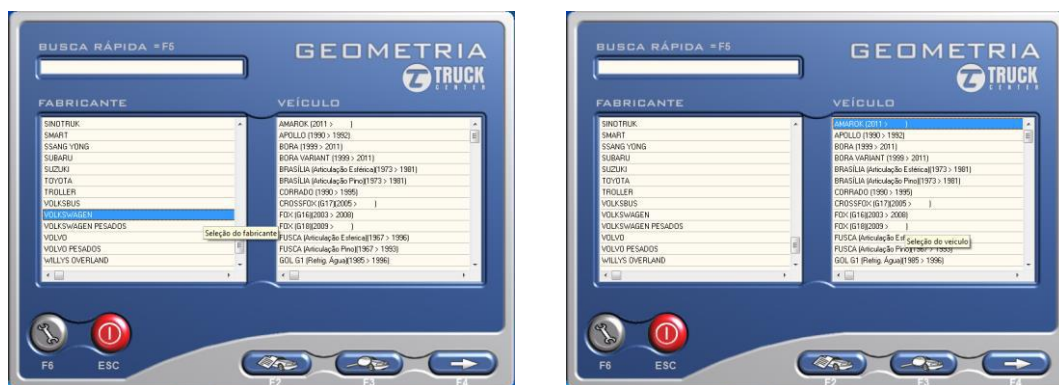 BUSCA RÁPIDA =F5
GEOMETRIA
TRUCK
CENTER
FABRICANTE
VEÍCULO
SINOTRUK
SMART
SSANG YONG
SUBARU
SUZUKI
TOYOTA
TROLLER
VOLKSBUS
VOLKSWAGEN
VOLKSWAGEN PESADOS
VOLVO
VOLVO PESADOS
WILLYS OVERLAND
Seleção do fabricante
AMAROK (2011 > )
APOLLO (1990 > 1992)
BORA (1999 > 2011)
BORA VARIANT (1999 > 2011)
BRASÍLIA (Articulação Esférica)(1973 > 1981)
BRASÍLIA (Articulação Pino)(1973 > 1981)
CORRADO (1990 > 1995)
CROSSFOX (G17)(2005 > )
FOX (G16)(2003 > 2008)
FOX (G18)(2009 > )
FUSCA (Articulação Esferica)(1967 > 1996)
FUSCA (Articulação Pino)(1967 > 1993)
GOL G1 (Refrig. Água)(1985 > 1996)
F6
ESC
F2
F3
F4
BUSCA RÁPIDA =F5
GEOMETRIA
TRUCK
CENTER
FABRICANTE
VEÍCULO
SINOTRUK
SMART
SSANG YONG
SUBARU
SUZUKI
TOYOTA
TROLLER
VOLKSBUS
VOLKSWAGEN
VOLKSWAGEN PESADOS
VOLVO
VOLVO PESADOS
WILLYS OVERLAND
AMAROK (2011 > )
APOLLO (1990 > 1992)
BORA (1999 > 2011)
BORA VARIANT (1999 > 2011)
BRASÍLIA (Articulação Esférica)(1973 > 1981)
BRASÍLIA (Articulação Pino)(1973 > 1981)
CORRADO (1990 > 1995)
CROSSFOX (G17)(2005 > )
FOX (G16)(2003 > 2008)
FOX (G18)(2009 > )
FUSCA (Articulação
Seleção do veículo
FUSCA (Articulação Pino)(1967 > 1993)
GOL G1 (Refrig. Água)(1985 > 1996)
F6
ESC
F2
F3
F4